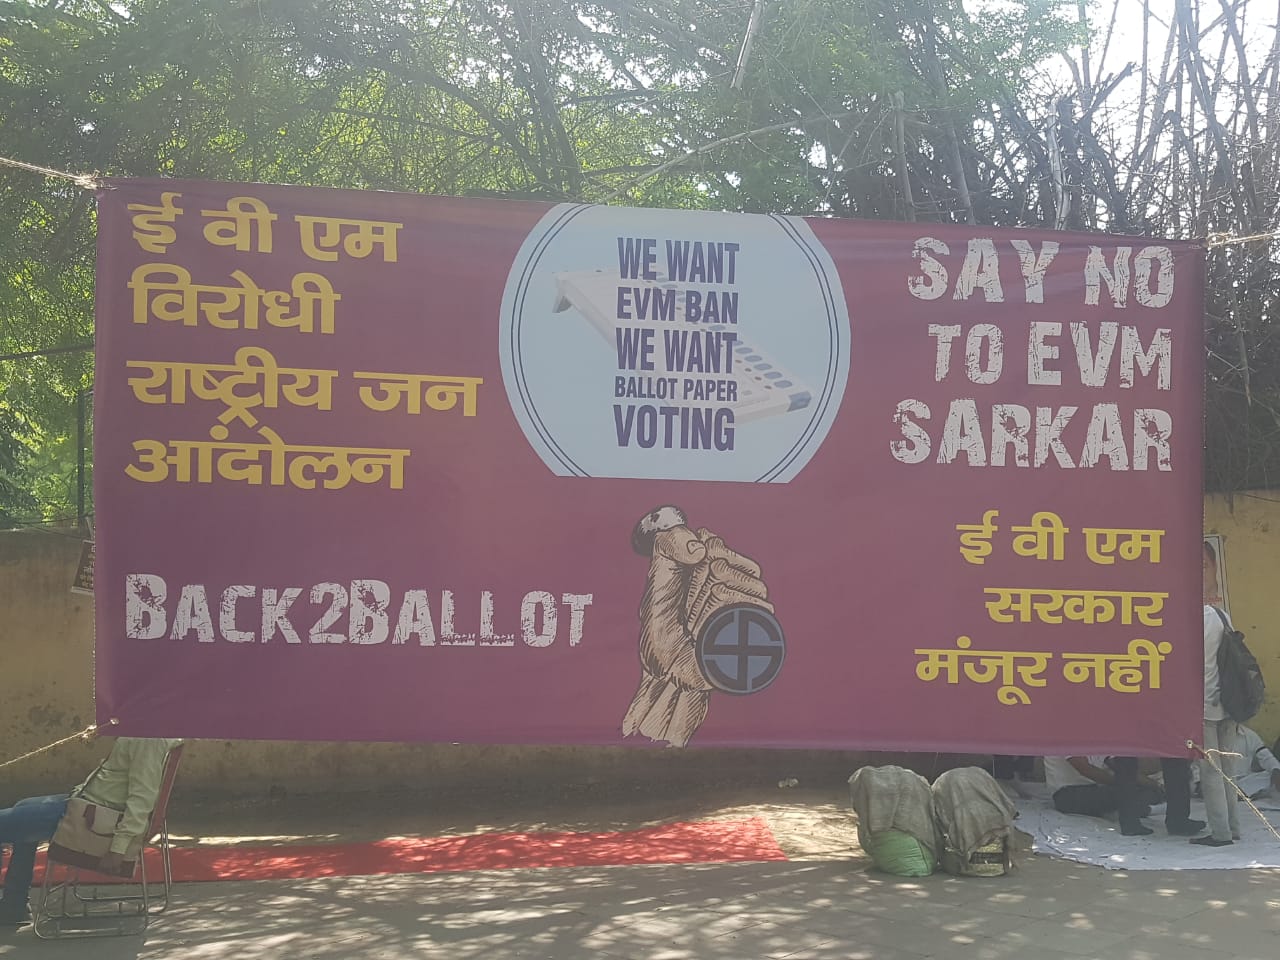 ई वी एम
विरोधी
राष्ट्रीय जन
आंदोलन
BACK2BALLOT
WE WANT
EVM BAN
WE WANT
BALLOT PAPER
VOTING
SAY NO
TO EVM
SARKAR
ई वी एम
सरकार
मंजूर नहीं